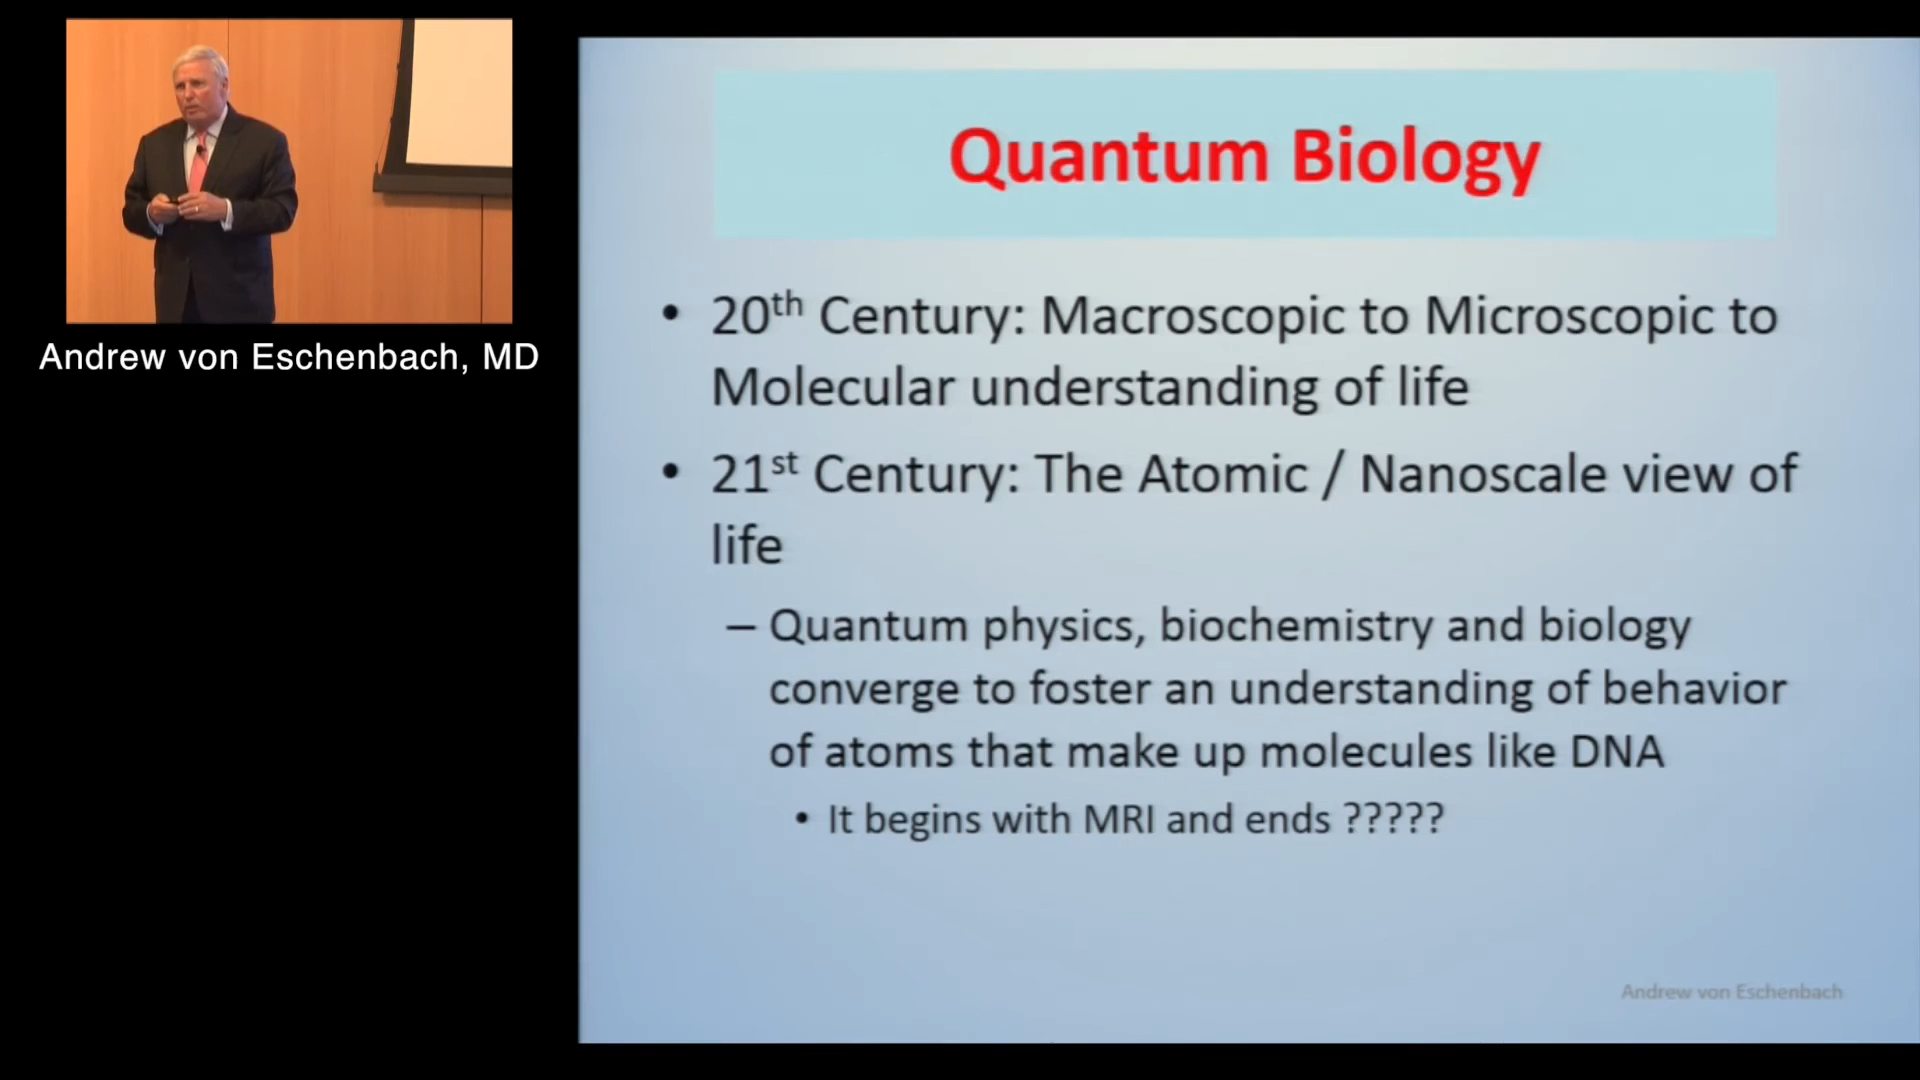 Andrew von Eschenbach, MD
Quantum Biology
• 20th Century: Macroscopic to Microscopic to
Molecular understanding of life
• 21st Century: The Atomic / Nanoscale view of
life
– Quantum physics, biochemistry and biology
converge to foster an understanding of behavior
of atoms that make up molecules like DNA
• It begins with MRI and ends ?????
Andrew von Eschenbach